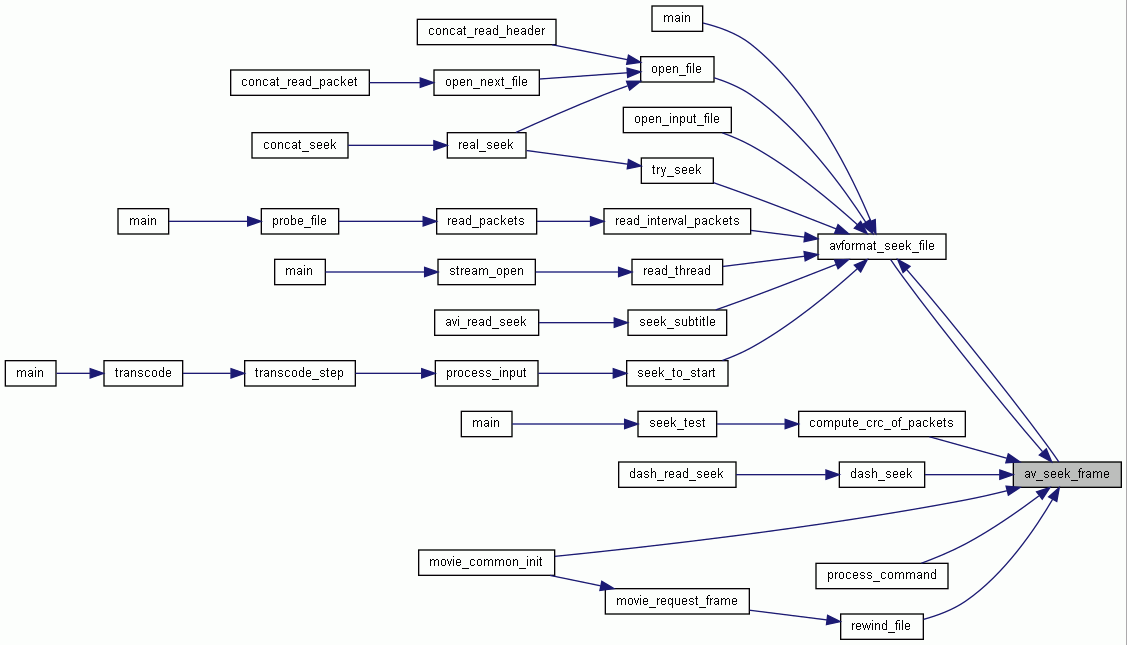 main
concat_read_header
open_file
concat_read_packet
open_next_file
open_input_file
concat_seek
real_seek
try_seek
main
probe_file
read_packets
read_interval_packets
avformat_seek_file
main
stream_open
read_thread
avi_read_seek
seek_subtitle
main
transcode
transcode_step
process_input
seek_to_start
main
seek_test
compute_crc_of_packets
dash_read_seek
dash_seek
av_seek_frame
movie_common_init
process_command
movie_request_frame
rewind_file